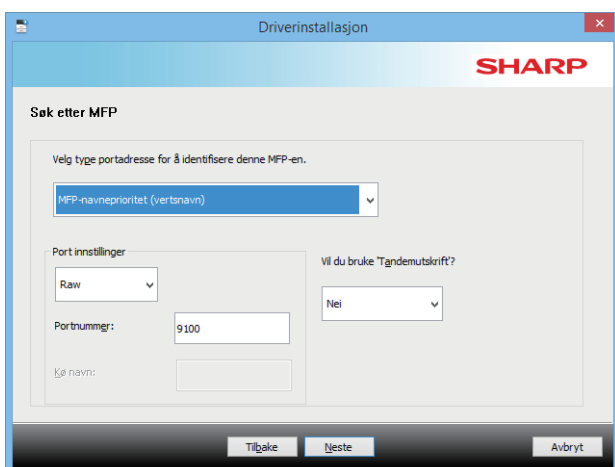 Driverinstallasjon
SHARP
Søk etter MFP
Velg type portadresse for å identifisere denne MFP-en.
MFP-navneprioritet (vertsnavn)
Port innstillinger
Raw
Portnummer:
9100
Kø navn:
Vil du bruke 'Tandemutskrift'?
Nei
Tilbake
Neste
Avbryt